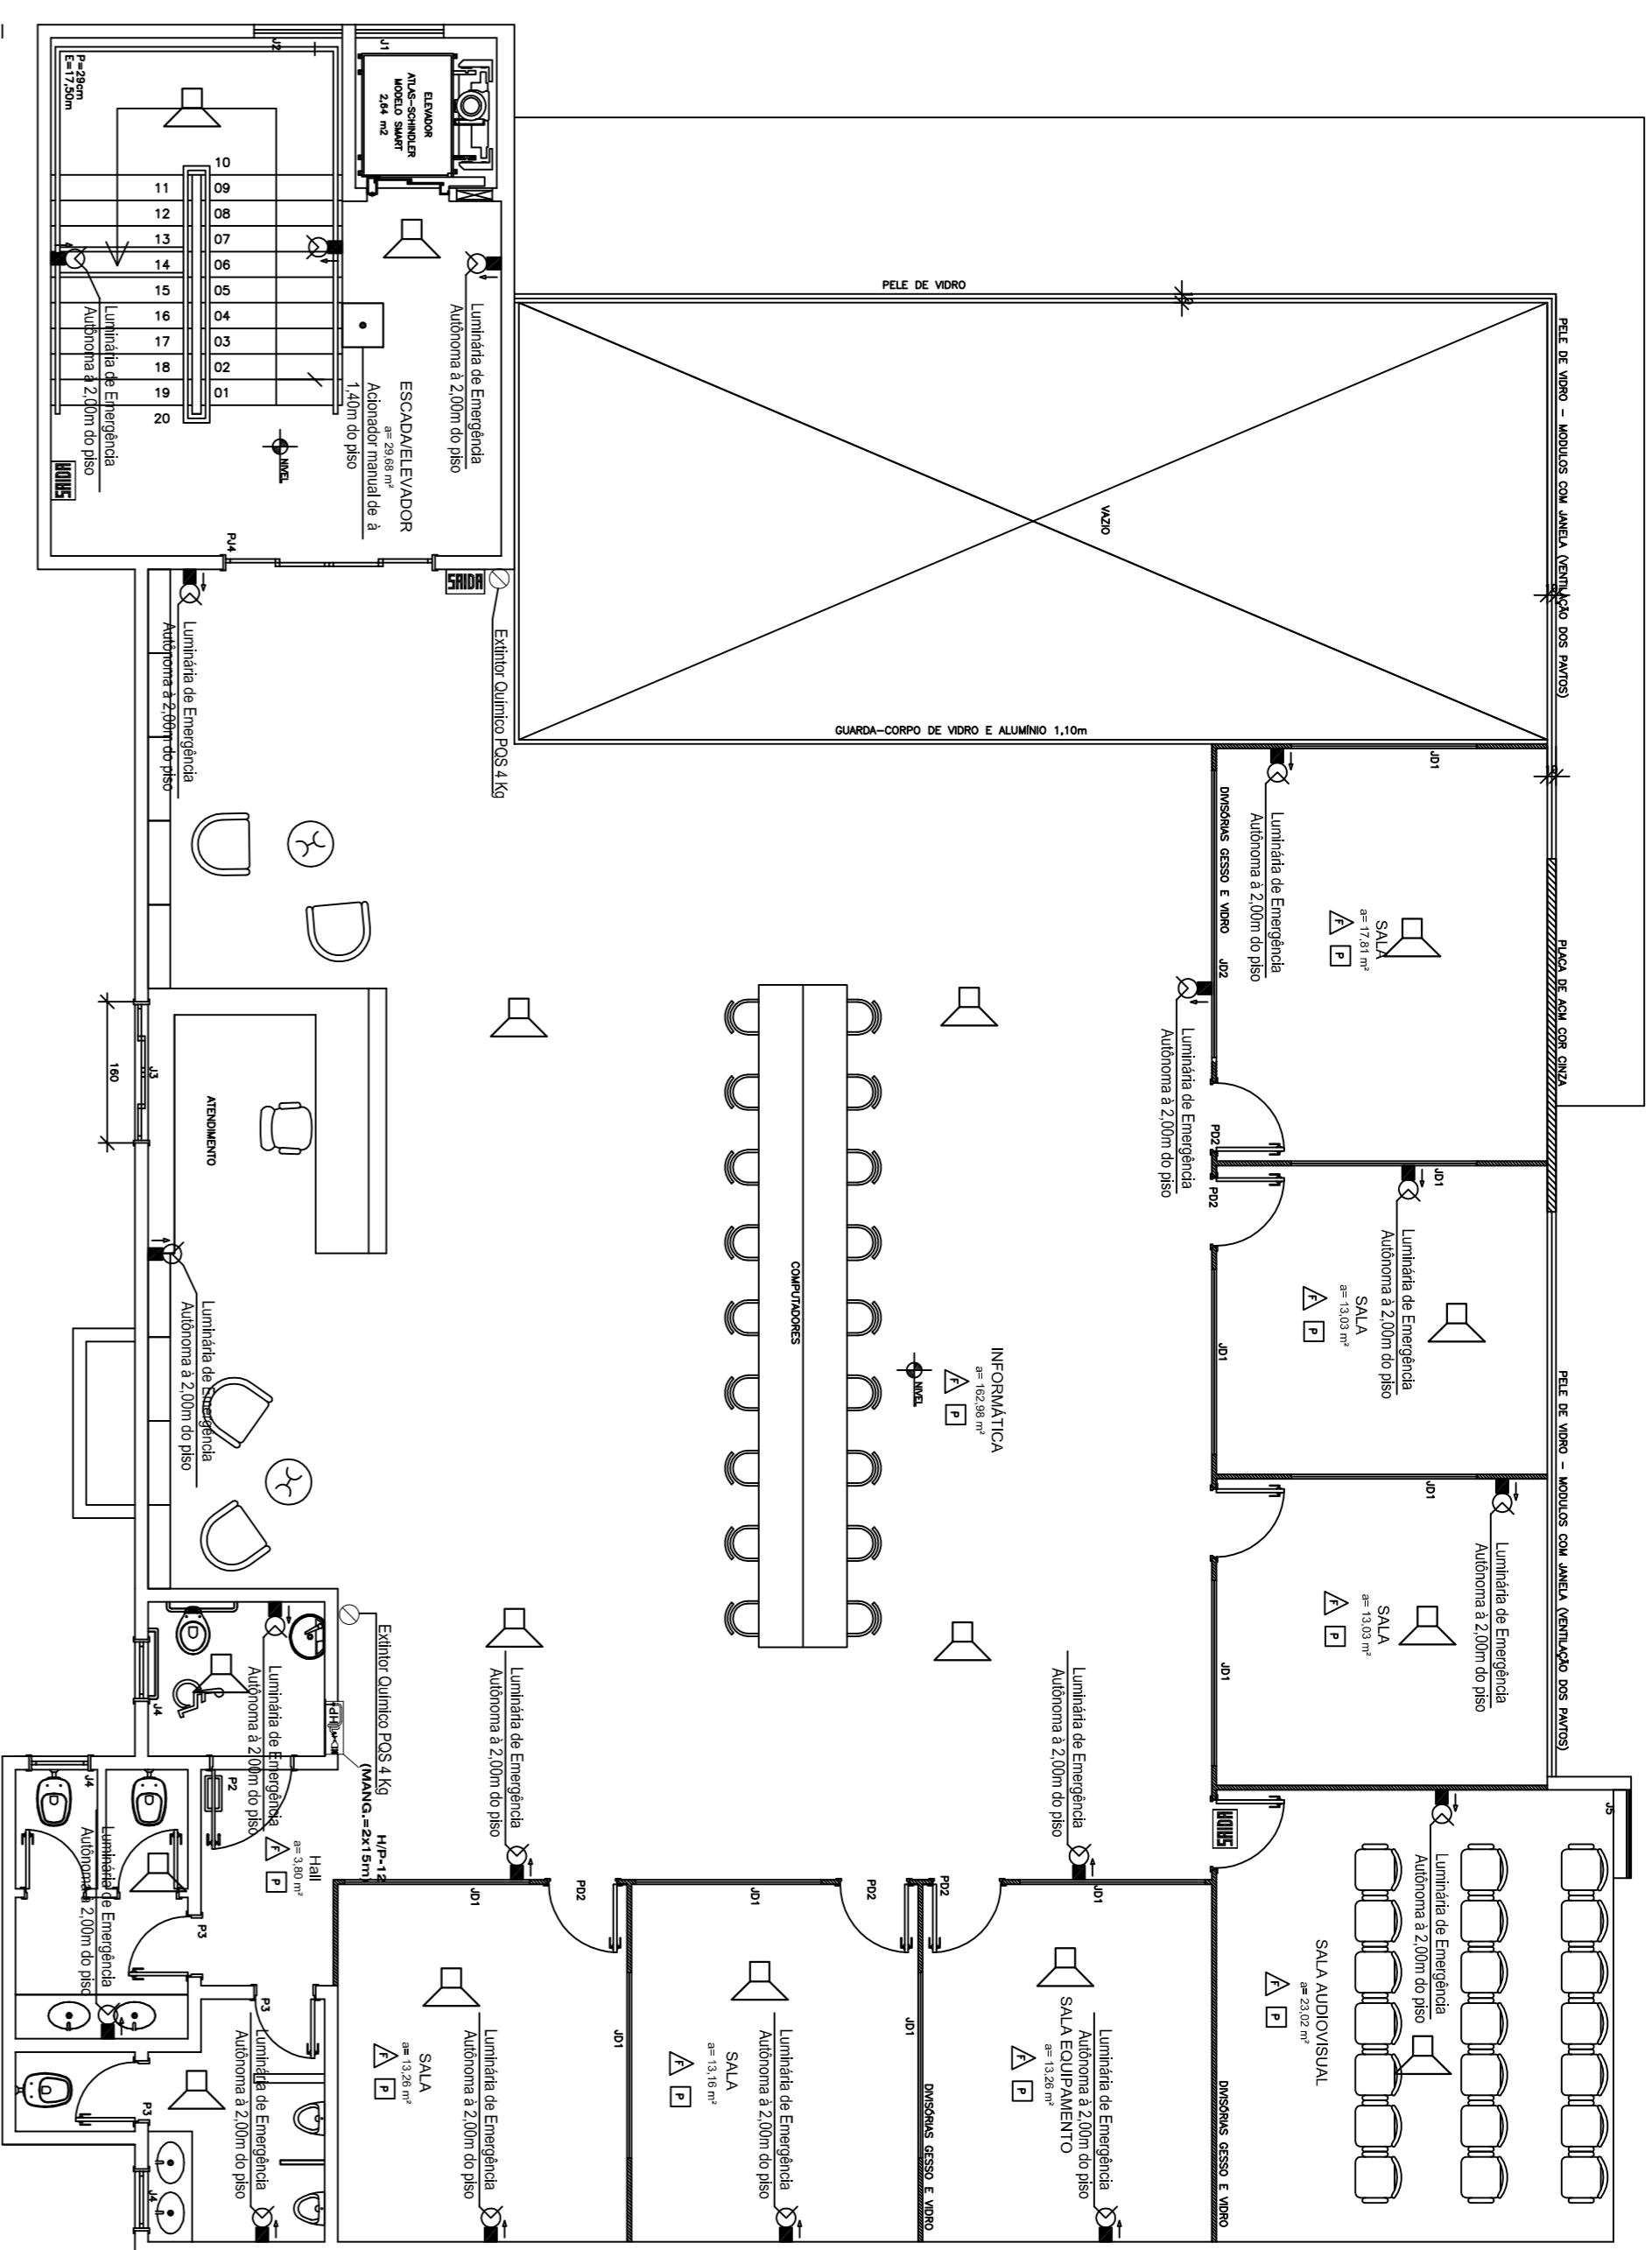 PELE DE VIDRO – MODULOS COM JANELA (VENTILAÇÃO DOS PAVTOS)
PLACA DE ACM COR CINZA
PELE DE VIDRO – MODULOS COM JANELA (VENTILAÇÃO DOS PAVTOS)
J5
PELE DE VIDRO
VAZIO
GUARDA–CORPO DE VIDRO E ALUMÍNIO 1,10m
JD1
Luminária de Emergência
Autônoma à 2,00m do piso
SALA
a= 17,81 m²
F
P
DIVISÓRIAS GESSO E VIDRO
JD2
PD2
Luminária de Emergência
Autônoma à 2,00m do piso
JD1
Luminária de Emergência
Autônoma à 2,00m do piso
SALA
a= 13,03 m²
F
P
PD2
JD1
JD1
Luminária de Emergência
Autônoma à 2,00m do piso
SALA
a= 13,03 m²
F
P
JD1
Luminária de Emergência
Autônoma à 2,00m do piso
SALA AUDIOVISUAL
a= 23,02 m²
F
P
SAIDA
DIVISÓRIAS GESSO E VIDRO
J1
J2
ELEVADOR
ATLAS–SCHINDLER
MODELO SMART
2,64 m2
P=29cm
E=17,50m
10
11
09
12
08
13
07
14
06
15
05
16
04
17
03
18
02
19
01
20
Luminária de Emergência
Autônoma à 2,00m do piso
ESCADA/ELEVADOR
a= 29,68 m²
Acionador manual de à
1,40m do piso
NIVEL
Luminária de Emergência
Autônoma à 2,00m do piso
SAIDA
PJ4
SAIDA
Extintor Químico PQS 4 Kg
Luminária de Emergência
Autônoma à 2,00m do piso
COMPUTADORES
INFORMÁTICA
a= 162,98 m²
F
P
NIVEL
ATENDIMENTO
J3
160
Luminária de Emergência
Autônoma à 2,00m do piso
Luminária de Emergência
Autônoma à 2,00m do piso
Luminária de Emergência
Autônoma à 2,00m do piso
Extintor Químico PQS 4 Kg
H/P-112
(MANG.=2x15m)
HP
Luminária de Emergência
Autônoma à 2,00m do piso
J4
P2
Hall
a= 3,80 m²
F
P
J4
Luminária de Emergência
Autônoma à 2,00m do piso
P3
P3
Luminária de Emergência
Autônoma à 2,00m do piso
P3
J4
JD1
PD2
SALA
a= 13,26 m²
F
P
Luminária de Emergência
Autônoma à 2,00m do piso
JD1
JD1
PD2
SALA
a= 13,16 m²
F
P
Luminária de Emergência
Autônoma à 2,00m do piso
JD1
DIVISÓRIAS GESSO E VIDRO
PD2
JD1
SALA EQUIPAMENTO
a= 13,26 m²
F
P
Luminária de Emergência
Autônoma à 2,00m do piso